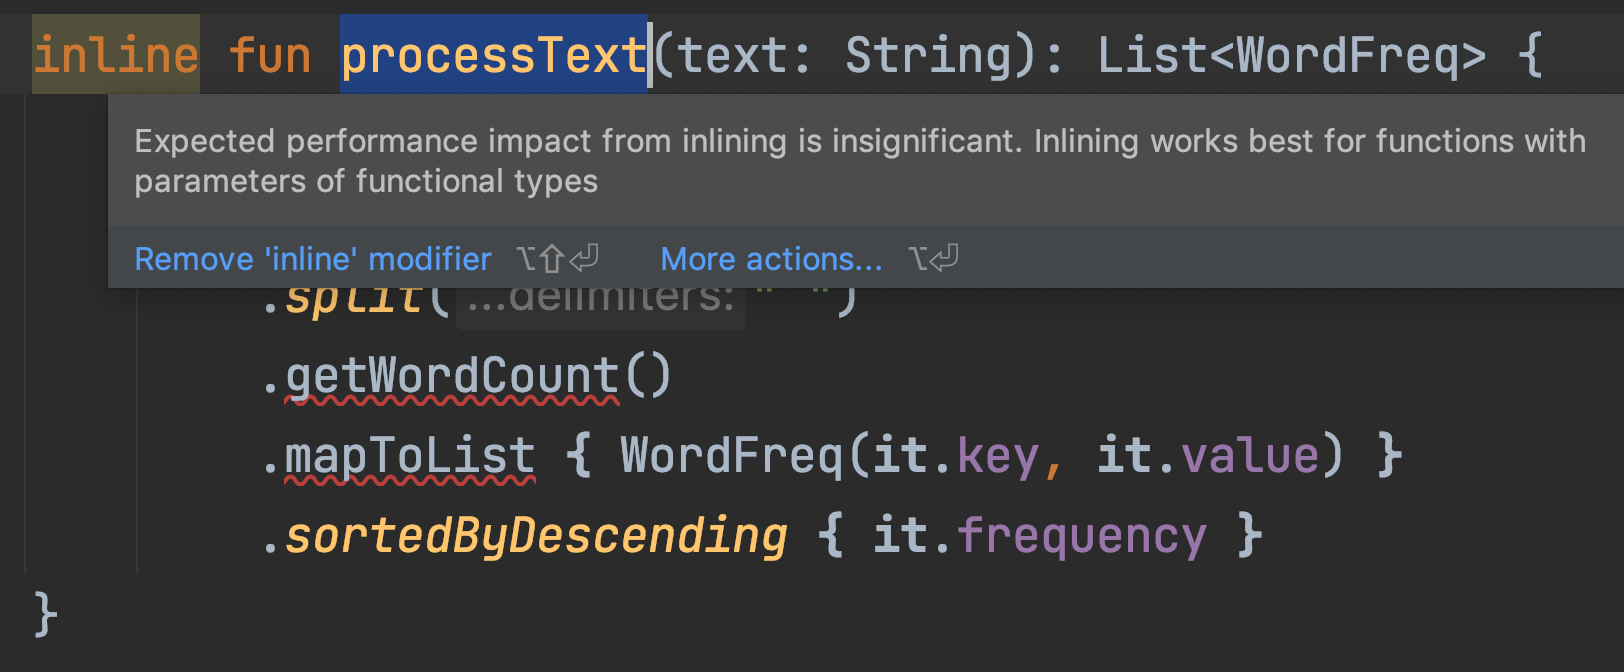 inline fun processText(text: String): List<WordFreq> {
Expected performance impact from inlining is insignificant. Inlining works best for functions with
parameters of functional types
Remove 'inline' modifier ⌥⇧⏎ More actions... ⌥⏎
.split( ...delimiters: " ")
.getWordCount()
.mapToList { WordFreq(it.key, it.value) }
.sortedByDescending { it.frequency }
}